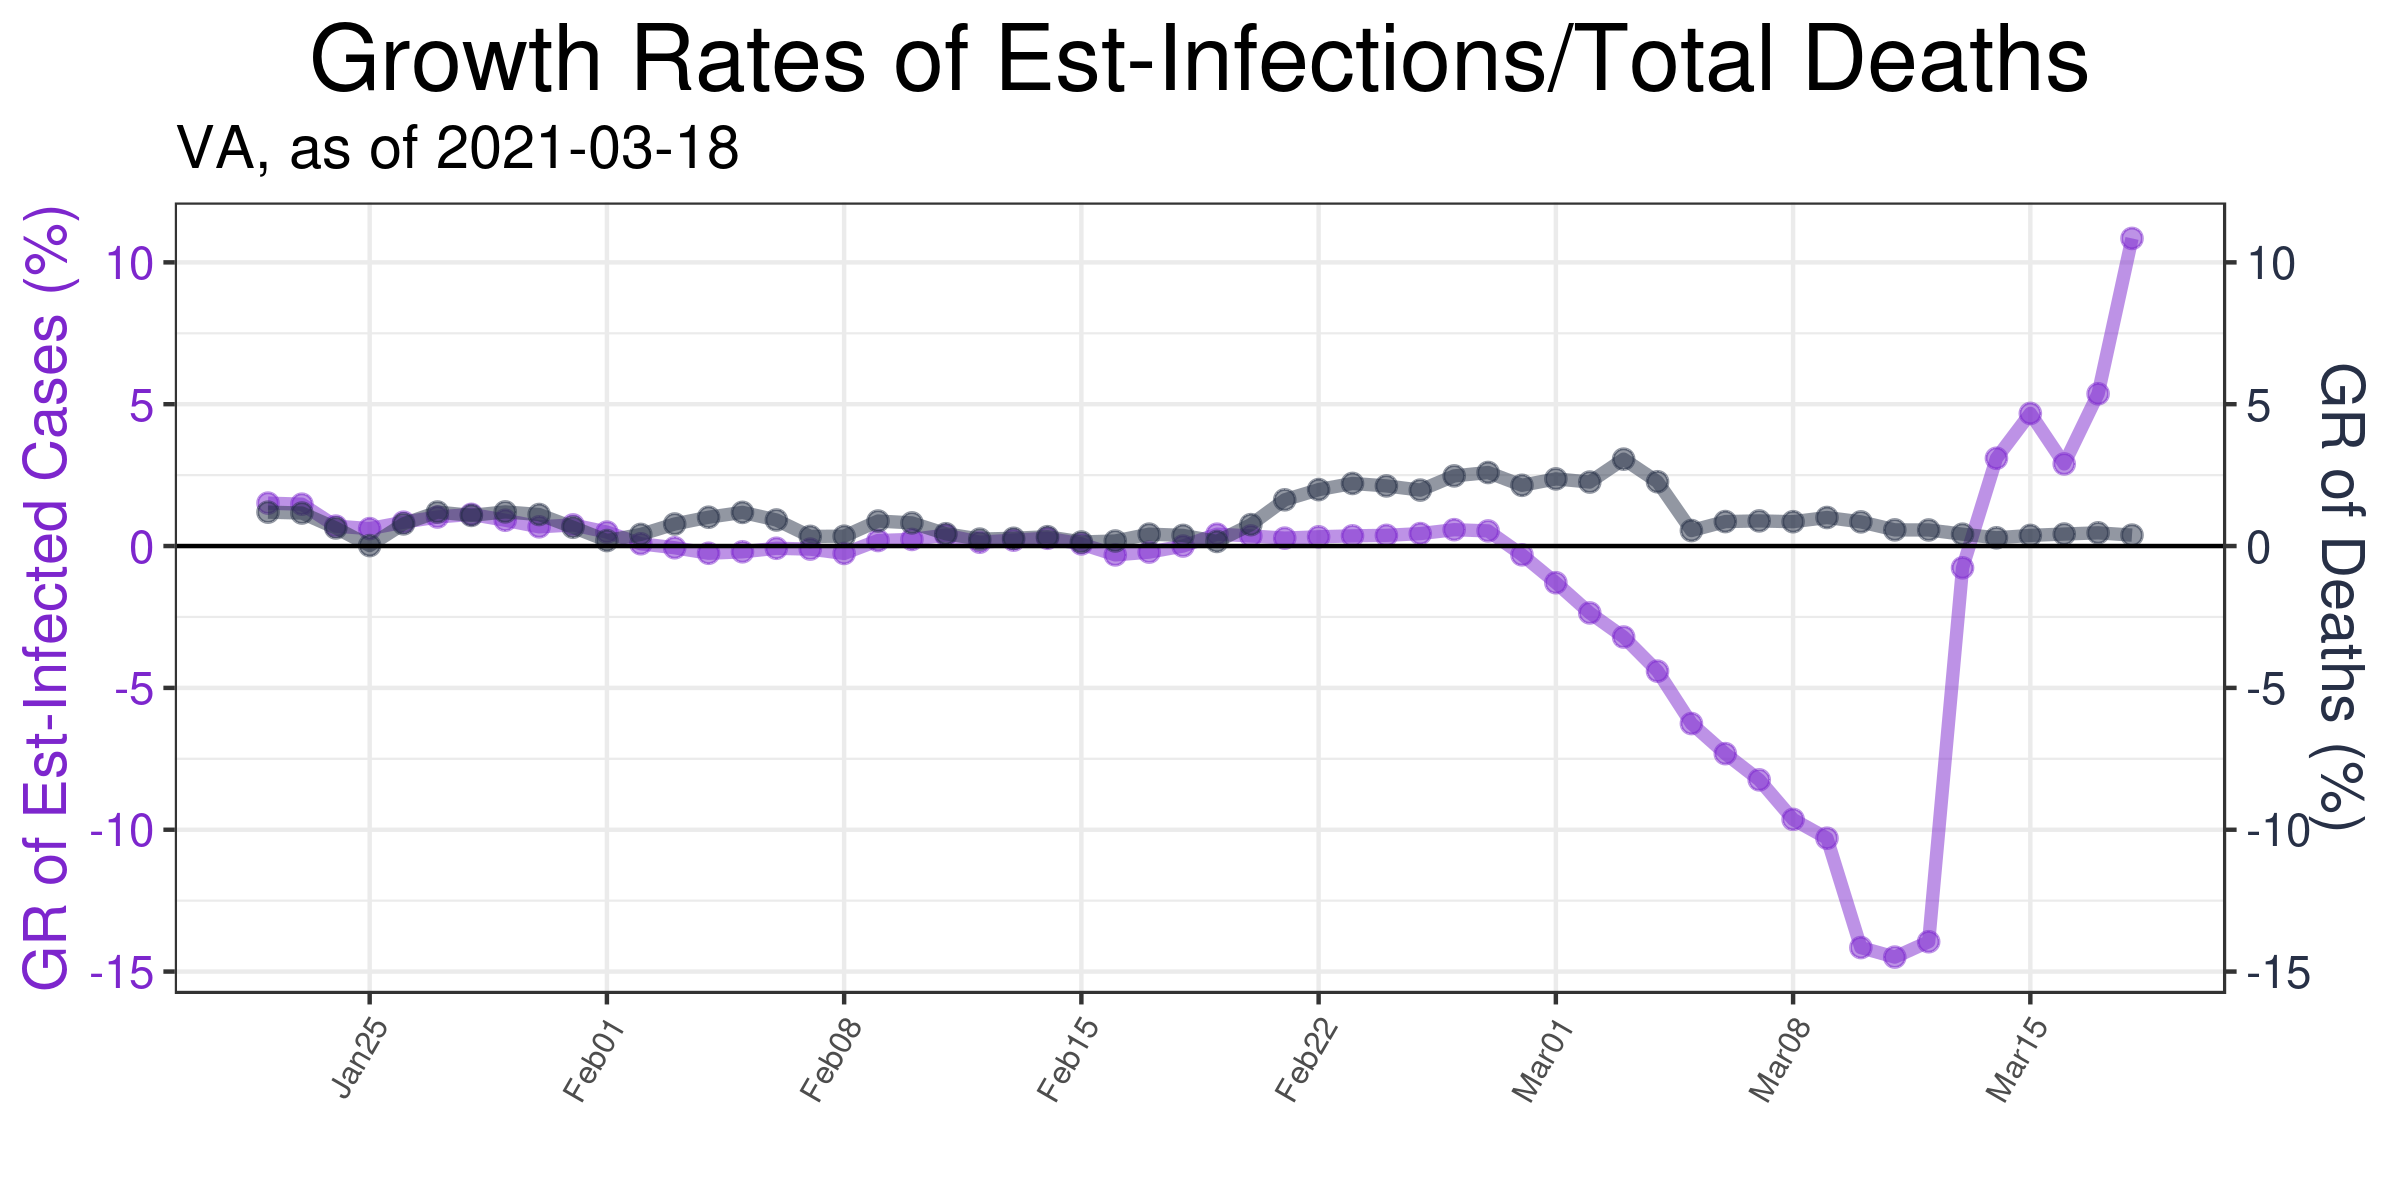 Growth Rates of Est-Infections/Total Deaths
VA, as of 2021-03-18
GR of Est-Infected Cases (%)
10
5
0
-5
-10
-15
10
5
0
-5
-10
-15
GR of Deaths (%)
Jan25
Feb01
Feb08
Feb15
Feb22
Mar01
Mar08
Mar15